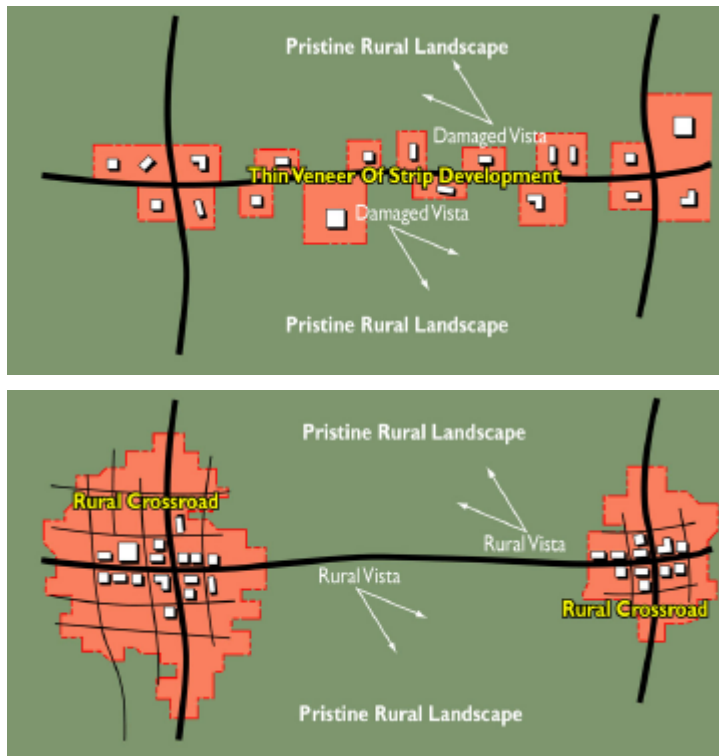 Pristine Rural Landscape
Damaged Vista
Thin Veneer Of Strip Development
Damaged Vista
Pristine Rural Landscape
Pristine Rural Landscape
Rural Crossroad
Rural Vista
Rural Vista
Rural Crossroad
Pristine Rural Landscape